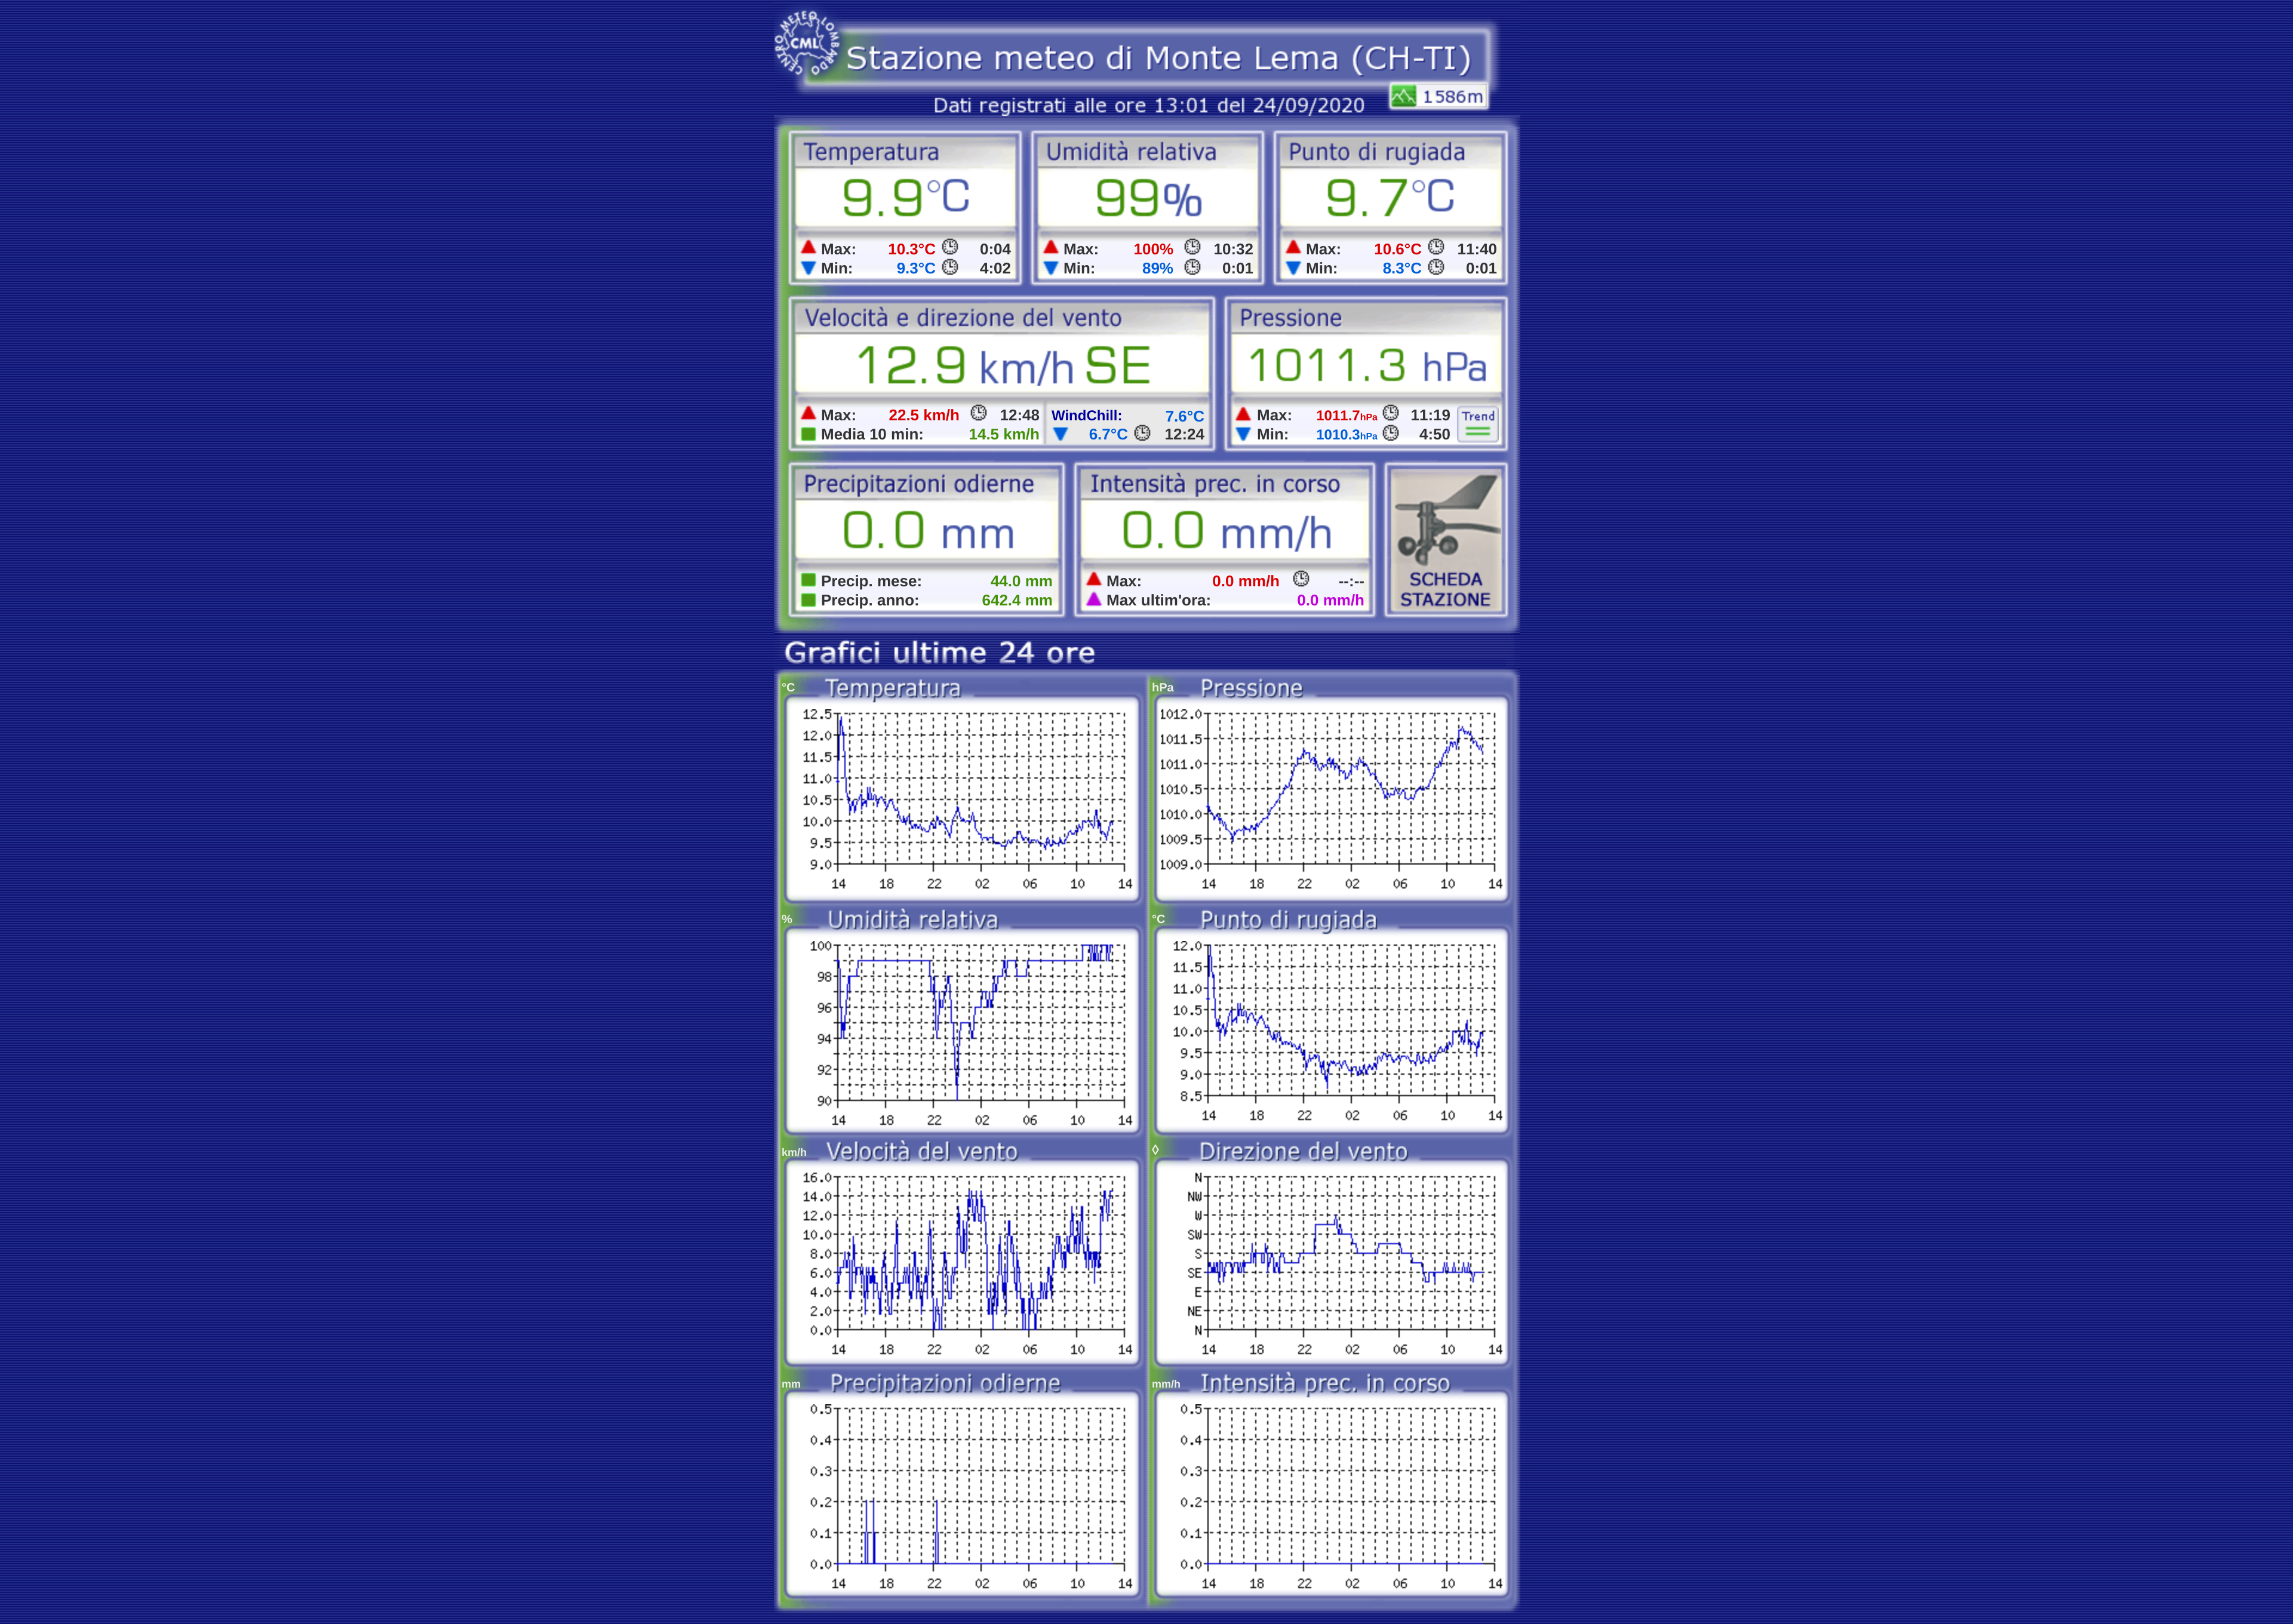 CENTRO METEO LOMBARDO
CML
Stazione meteo di Monte Lema (CH-TI)
1586m
Dati registrati alle ore 13:01 del 24/09/2020
Temperatura
9.9°C
Max: 10.3°C 0:04
Min: 9.3°C 4:02
Umidità relativa
99%
Max: 100% 10:32
Min: 89% 0:01
Punto di rugiada
9.7°C
Max: 10.6°C 11:40
Min: 8.3°C 0:01
Velocità e direzione del vento
12.9 km/h SE
Max: 22.5 km/h 12:48
Media 10 min: 14.5 km/h
WindChill: 7.6°C
6.7°C 12:24
Pressione
1011.3 hPa
Max: 1011.7hPa 11:19
Min: 1010.3hPa 4:50
Trend
Precipitazioni odierne
0.0 mm
Precip. mese: 44.0 mm
Precip. anno: 642.4 mm
Intensità prec. in corso
0.0 mm/h
Max: 0.0 mm/h --:--
Max ultim'ora: 0.0 mm/h
SCHEDA
STAZIONE
Grafici ultime 24 ore
°C Temperatura
12.5
12.0
11.5
11.0
10.5
10.0
9.5
9.0
14 18 22 02 06 10 14
hPa Pressione
1012.0
1011.5
1011.0
1010.5
1010.0
1009.5
1009.0
14 18 22 02 06 10 14
% Umidità relativa
100
98
96
94
92
90
14 18 22 02 06 10 14
°C Punto di rugiada
12.0
11.5
11.0
10.5
10.0
9.5
9.0
8.5
14 18 22 02 06 10 14
km/h Velocità del vento
16.0
14.0
12.0
10.0
8.0
6.0
4.0
2.0
0.0
14 18 22 02 06 10 14
◊ Direzione del vento
N
NW
W
SW
S
SE
E
NE
N
14 18 22 02 06 10 14
mm Precipitazioni odierne
0.5
0.4
0.3
0.2
0.1
0.0
14 18 22 02 06 10 14
mm/h Intensità prec. in corso
0.5
0.4
0.3
0.2
0.1
0.0
14 18 22 02 06 10 14